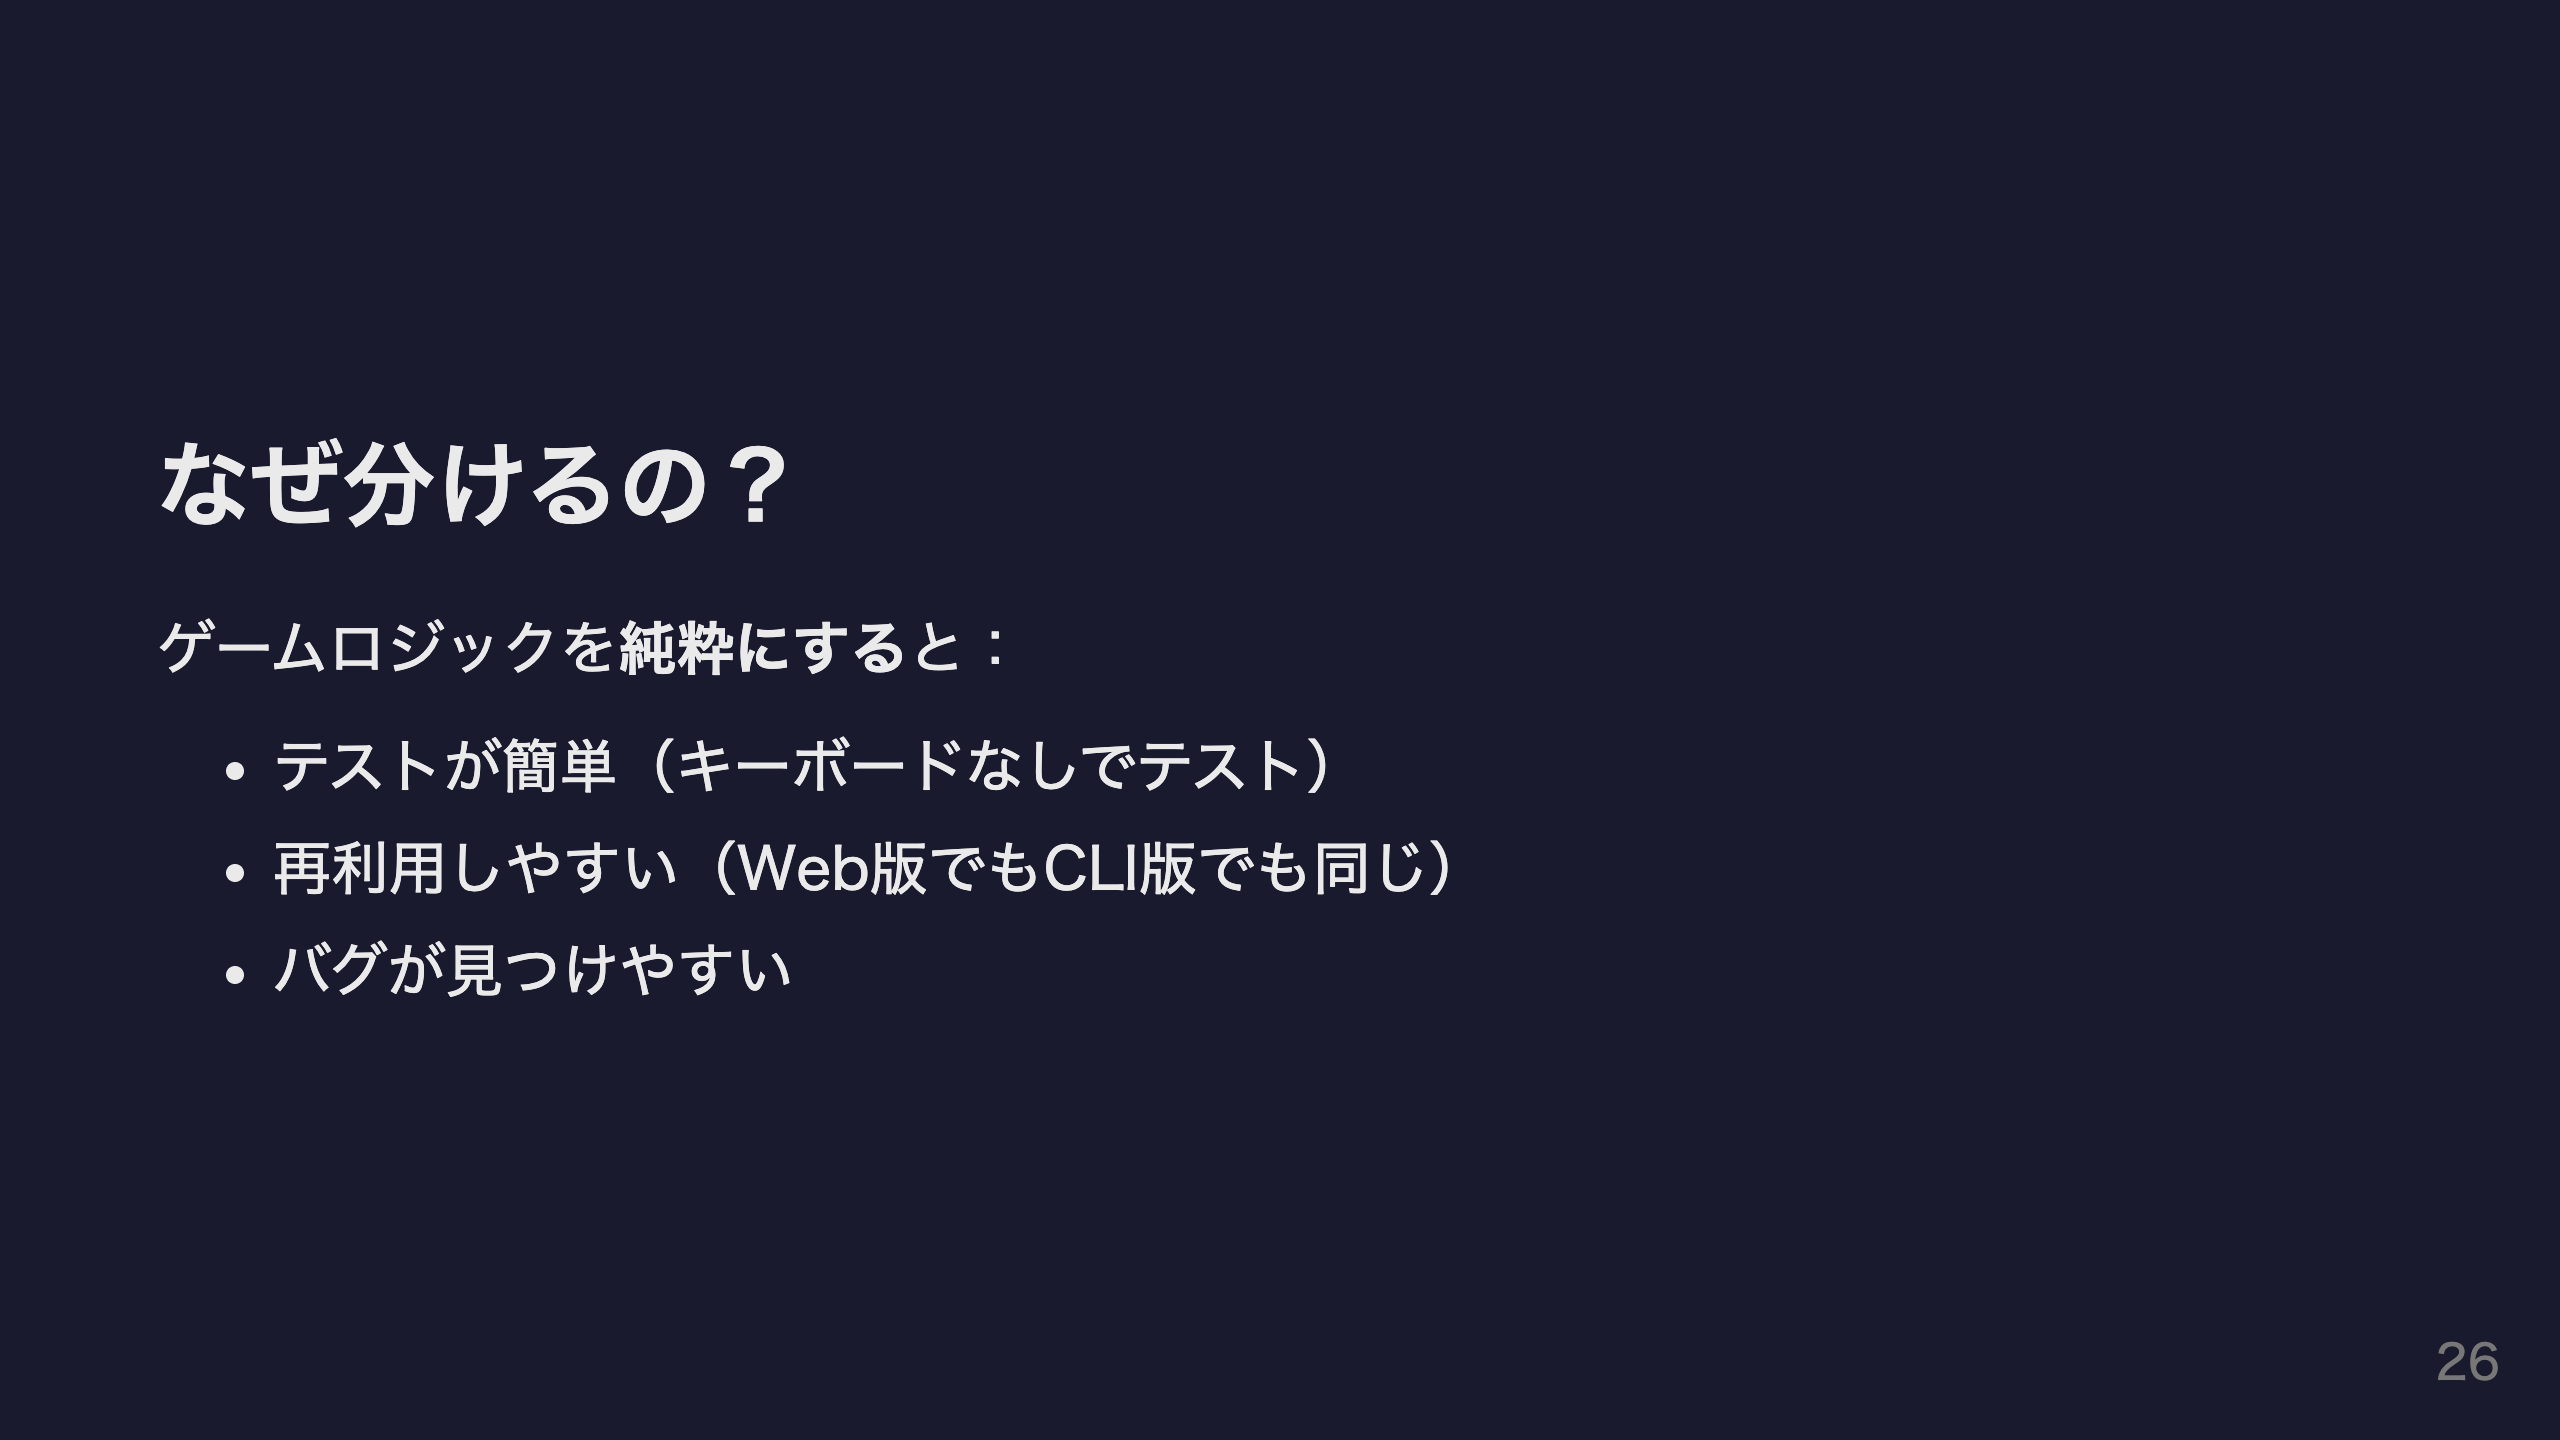 なぜ分けるの？
ゲームロジックを純粋にすると：
• テストが簡単（キーボードなしでテスト）
• 再利用しやすい（Web版でもCLI版でも同じ）
• バグが見つけやすい
26